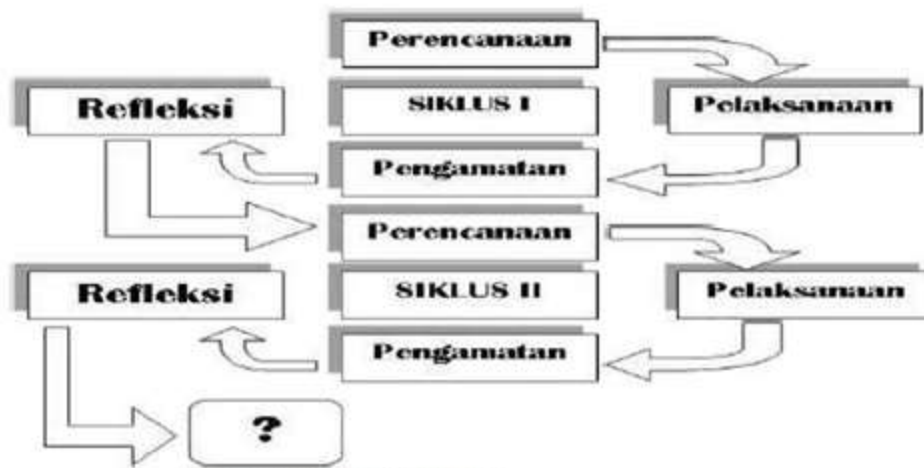 Perencanaan
Refleksi
SIKLUS I
Pelaksanaan
Pengamatan
Perencanaan
Refleksi
SIKLUS II
Pelaksanaan
Pengamatan
?